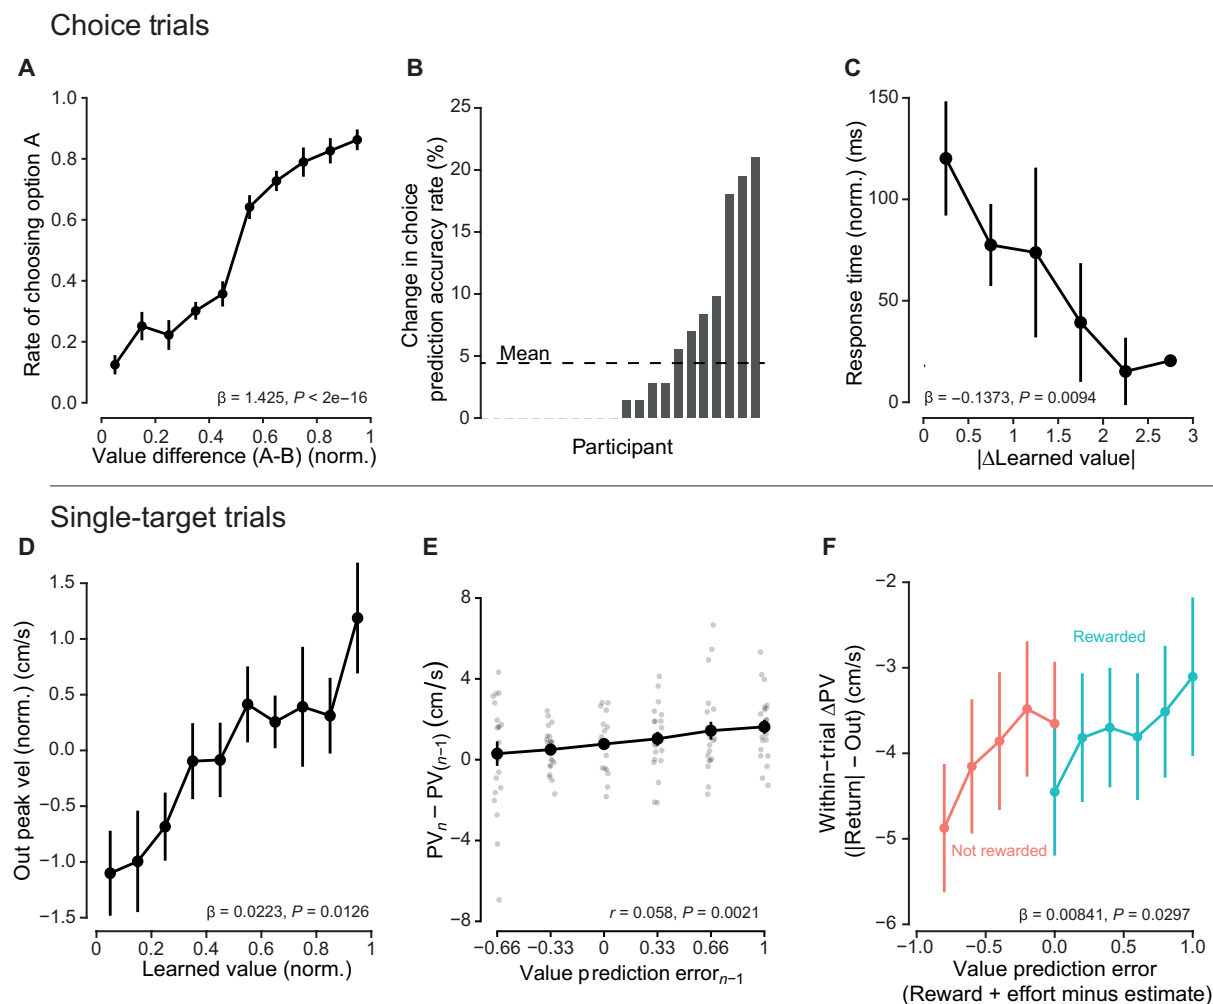 Choice trials
A
Rate of choosing option A
1.0
0.8
0.6
0.4
0.2
0.0
β = 1.425, P < 2e−16
0 0.2 0.4 0.6 0.8 1
Value difference (A-B) (norm.)
B
Change in choice
prediction accuracy rate (%)
25
20
15
10
5
0
Mean
Participant
C
Response time (norm.) (ms)
150
100
50
0
β = −0.1373, P = 0.0094
0 0.5 1 1.5 2 2.5 3
|ΔLearned value|
Single-target trials
D
Out peak vel (norm.) (cm/s)
1.5
1.0
0.5
0.0
−0.5
−1.0
−1.5
β = 0.0223, P = 0.0126
0 0.2 0.4 0.6 0.8 1
Learned value (norm.)
E
PVn − PV(n−1) (cm/s)
8
4
0
−4
−8
r = 0.058, P = 0.0021
−0.66 −0.33 0 0.33 0.66 1
Value prediction errorn−1
F
Within−trial ΔPV
(|Return| − Out) (cm/s)
−2
−3
−4
−5
−6
Rewarded
Not rewarded
β = 0.00841, P = 0.0297
−1.0 −0.5 0.0 0.5 1.0
Value prediction error
(Reward + effort minus estimate)